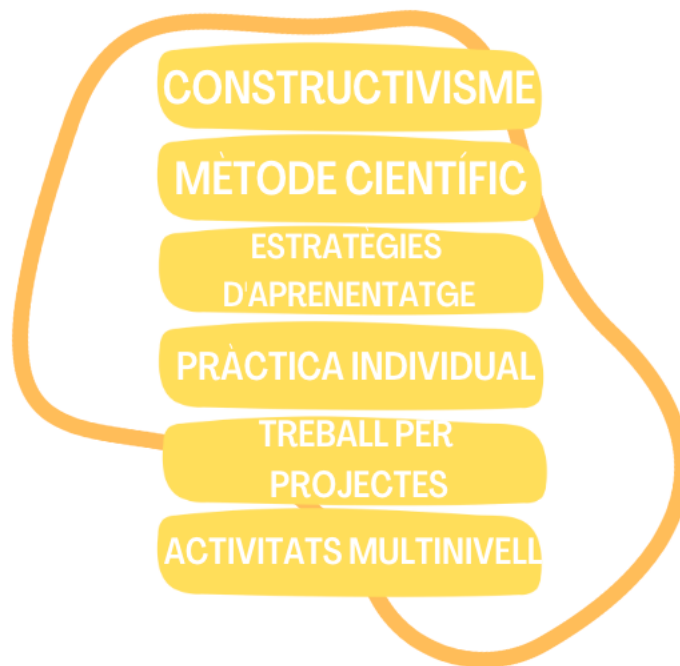 CONSTRUCTIVISME
MÈTODE CIENTÍFIC
ESTRATÈGIES
D'APRENENTATGE
PRÀCTICA INDIVIDUAL
TREBALL PER
PROJECTES
ACTIVITATS MULTINIVELL